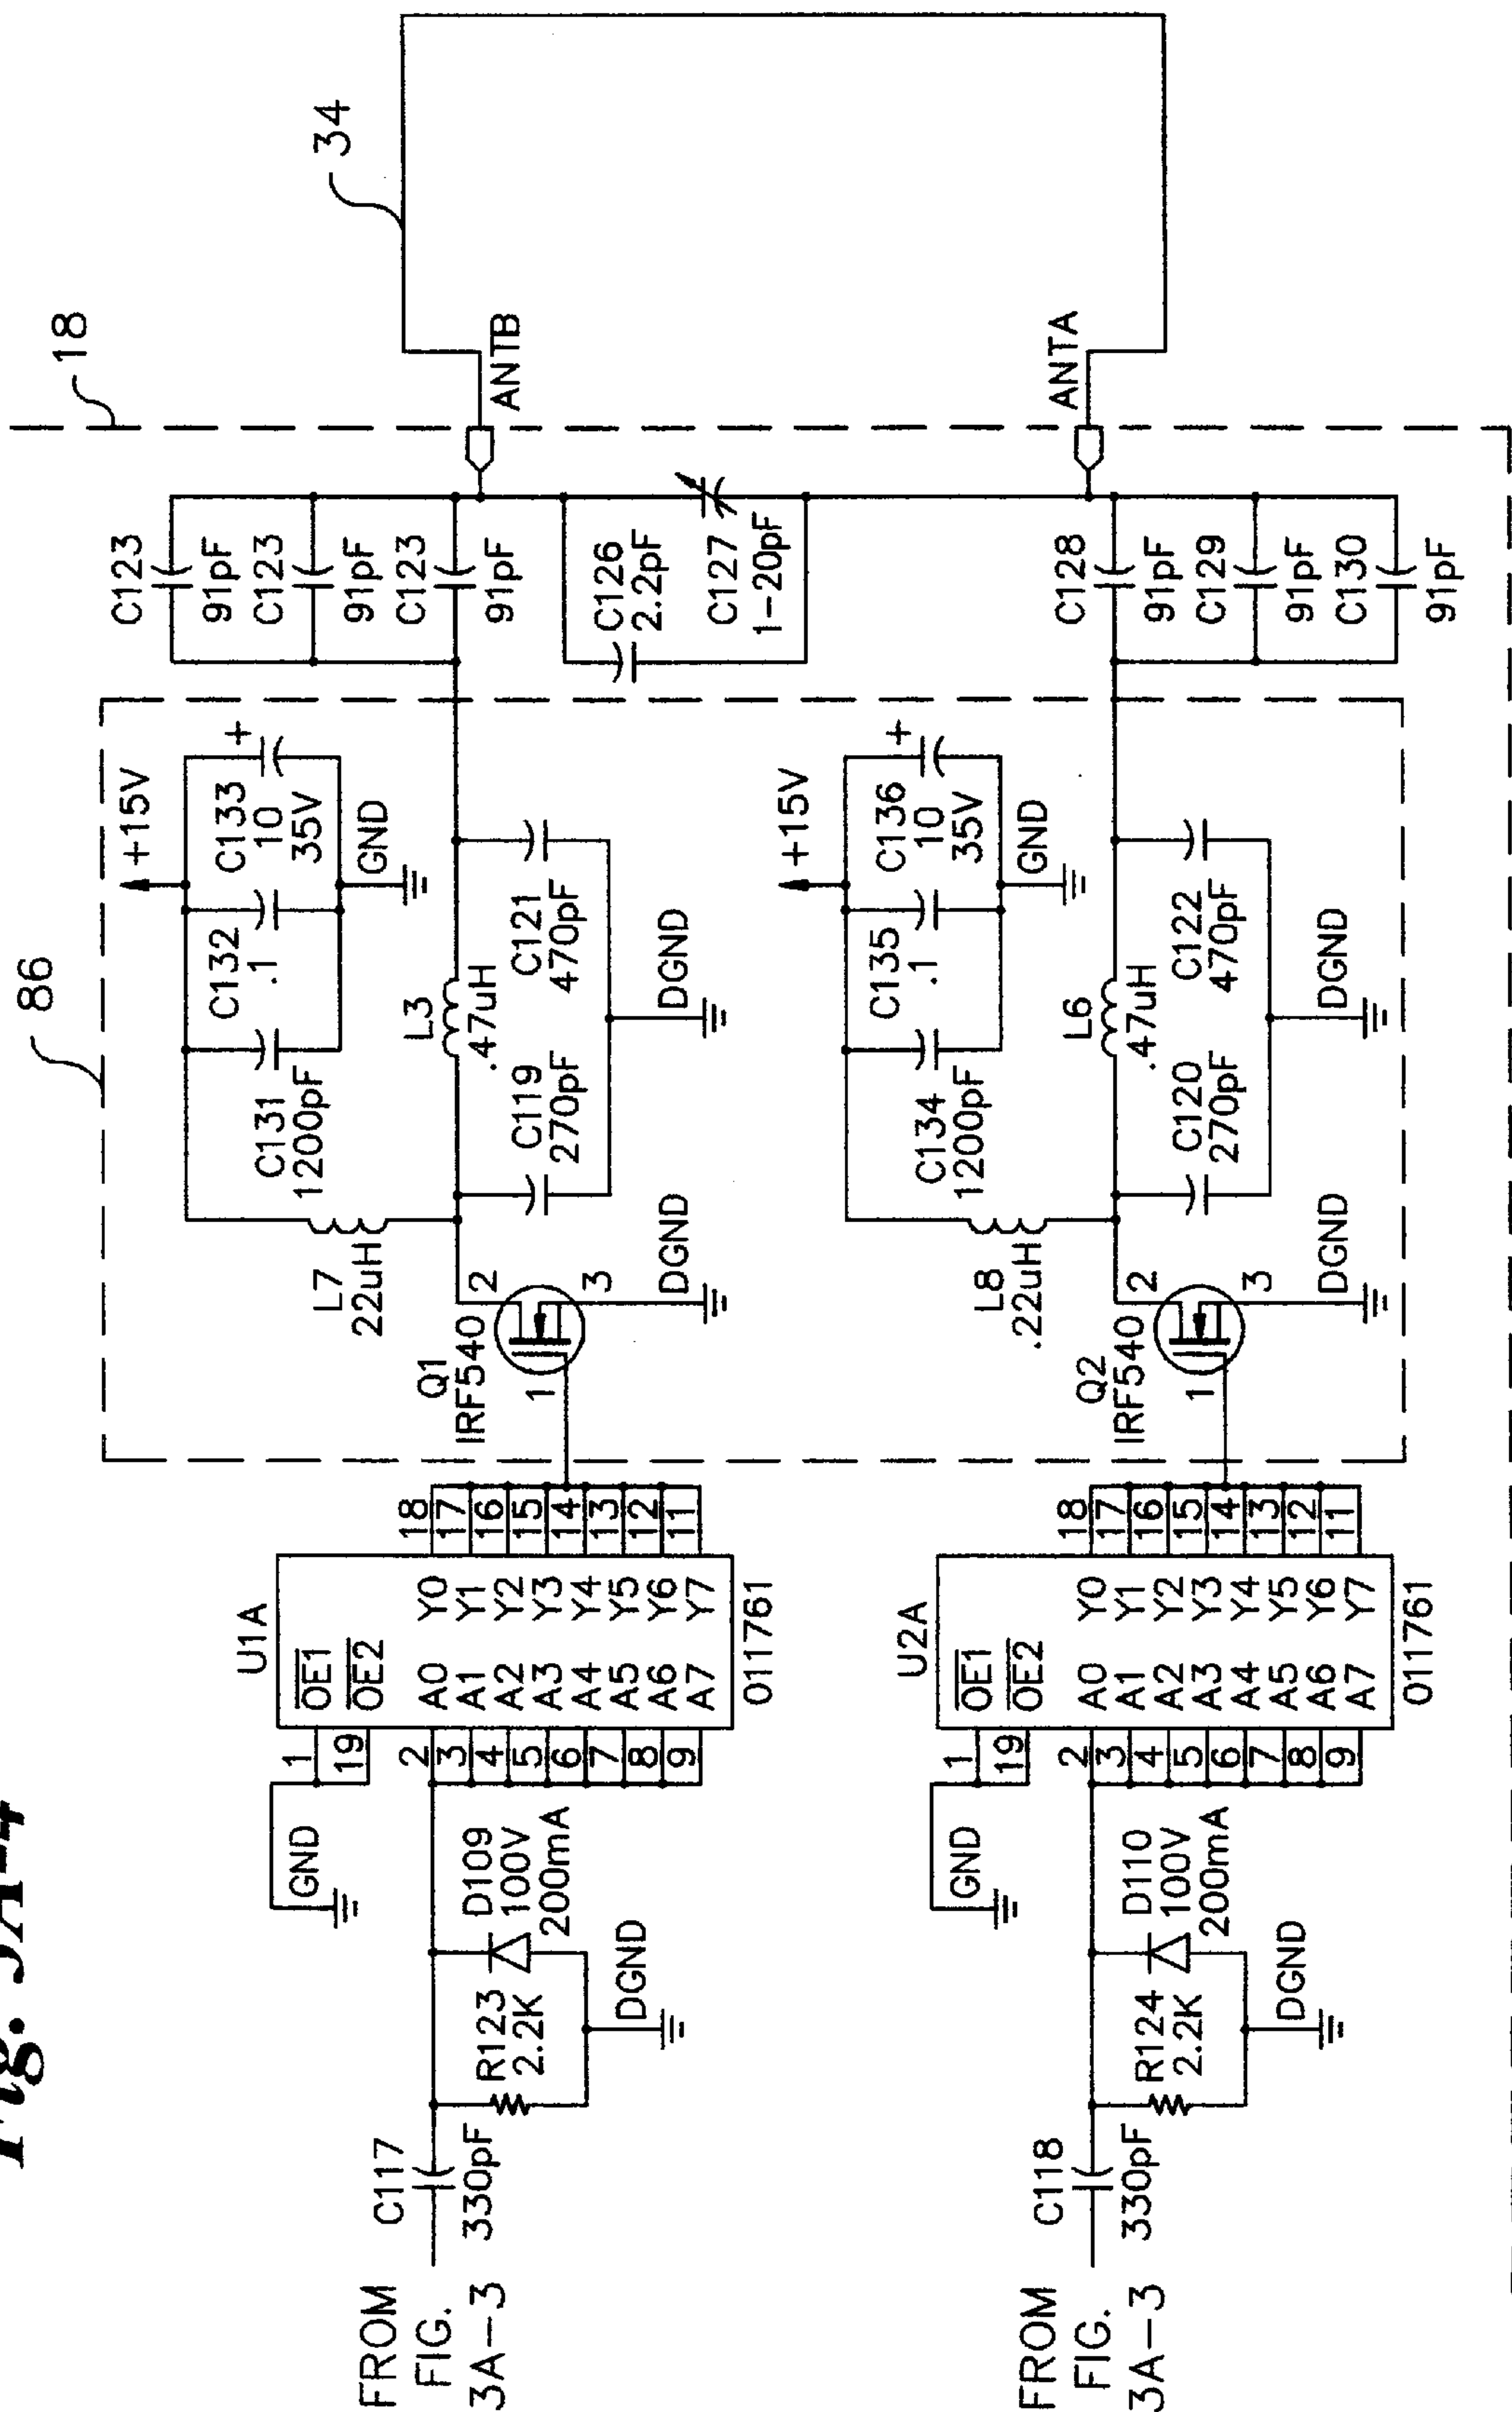 Fig. 3A-4
86
18
34
+15V
C131
1200pF
C132
.1
C133
10
35V
+
GND
C123
91pF
C123
91pF
C123
91pF
L7
22uH
L3
.47uH
C119
270pF
C121
470pF
DGND
C126
2.2pF
C127
1-20pF
ANTB
U1A
OE1
OE2
A0 Y0
A1 Y1
A2 Y2
A3 Y3
A4 Y4
A5 Y5
A6 Y6
A7 Y7
011761
1
19
2
3
4
5
6
7
8
9
18
17
16
15
14
13
12
11
GND
Q1
IRF540
1
2
3
DGND
FROM
FIG.
3A-3
C117
330pF
R123
2.2K
D109
100V
200mA
DGND
+15V
C134
1200pF
C135
.1
C136
10
35V
+
GND
L8
.22uH
L6
.47uH
C120
270pF
C122
470pF
DGND
ANTA
C128
91pF
C129
91pF
C130
91pF
U2A
OE1
OE2
A0 Y0
A1 Y1
A2 Y2
A3 Y3
A4 Y4
A5 Y5
A6 Y6
A7 Y7
011761
1
19
2
3
4
5
6
7
8
9
18
17
16
15
14
13
12
11
GND
Q2
IRF540
1
2
3
DGND
FROM
FIG.
3A-3
C118
330pF
R124
2.2K
D110
100V
200mA
DGND